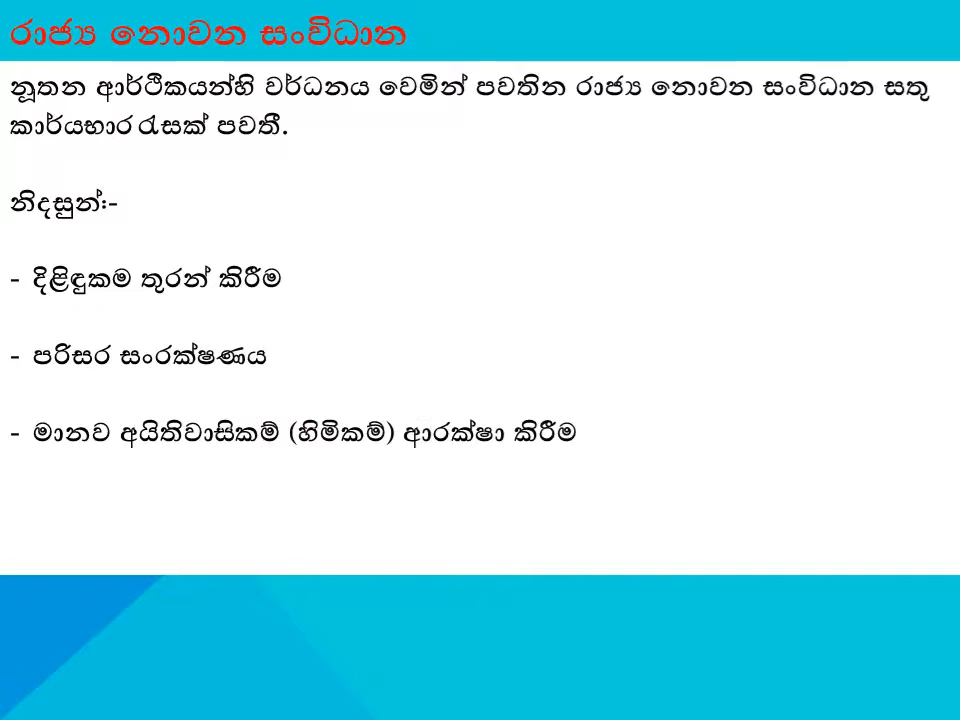 රාජ්‍ය නොවන සංවිධාන
නූතන ආර්ථිකයන්හි වර්ධනය වෙමින් පවතින රාජ්‍ය නොවන සංවිධාන සතු
කාර්යභාර රැසක් පවතී.
නිදසුන්:-
- දිළිඳුකම තුරන් කිරීම
- පරිසර සංරක්ෂණය
- මානව අයිතිවාසිකම් (හිමිකම්) ආරක්ෂා කිරීම